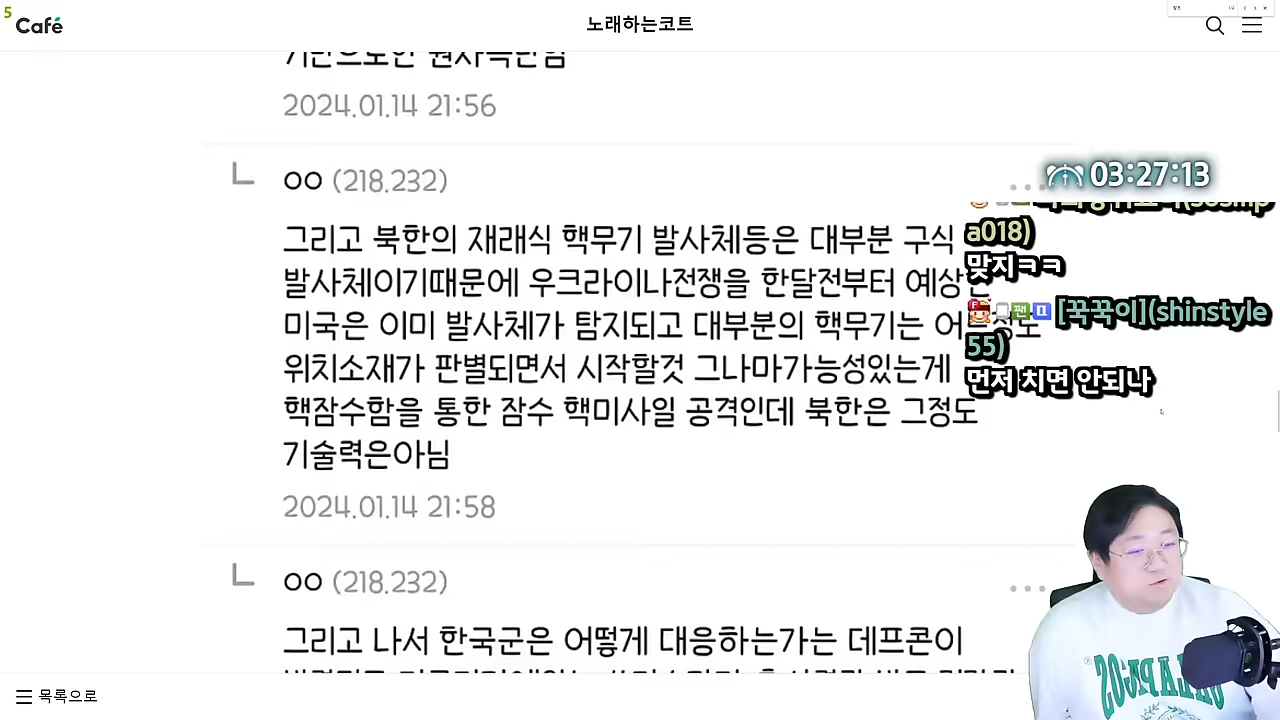 5
Café
노래하는코트
2024.01.14 21:56
ㅇㅇ (218.232)
03:27:13
그리고 북한의 재래식 핵무기 발사체등은 대부분 구식
발사체이기때문에 우크라이나전쟁을 한달전부터 예상한
미국은 이미 발사체가 탐지되고 대부분의 핵무기는 어느정도
위치소재가 판별되면서 시작할것 그나마가능성있는게
핵잠수함을 통한 잠수 핵미사일 공격인데 북한은 그정도
기술력은아님
2024.01.14 21:58
a018)
맞지ㅋㅋ
[꾹꾹이](shinstyle
55)
먼저 치면 안되나
ㅇㅇ (218.232)
그리고 나서 한국군은 어떻게 대응하는가는 데프콘이
목록으로